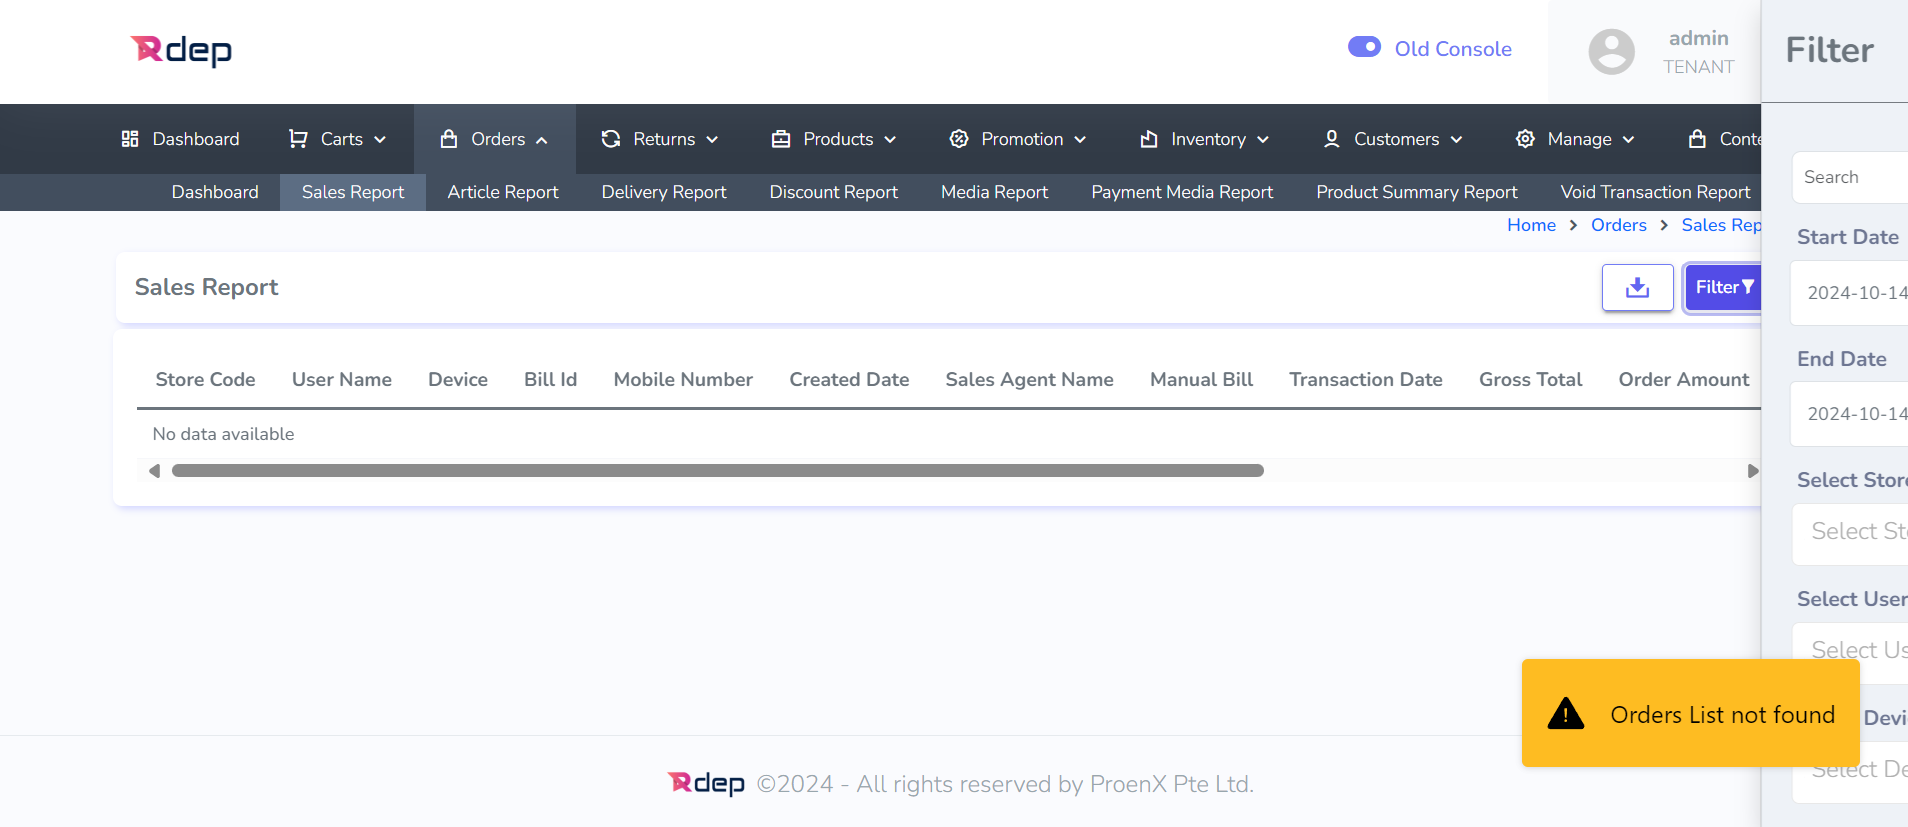 Rdep
Old Console
admin
TENANT
Filter
Dashboard
Carts
Orders
Returns
Products
Promotion
Inventory
Customers
Manage
Conte
Dashboard
Sales Report
Article Report
Delivery Report
Discount Report
Media Report
Payment Media Report
Product Summary Report
Void Transaction Report
Home > Orders > Sales Rep
Search
Start Date
2024-10-14
End Date
2024-10-14
Select Store
Select Sto
Select User
Select Us
Devi
Select De
Sales Report
Filter
Store Code User Name Device Bill Id Mobile Number Created Date Sales Agent Name Manual Bill Transaction Date Gross Total Order Amount
No data available
Orders List not found
Rdep ©2024 - All rights reserved by ProenX Pte Ltd.